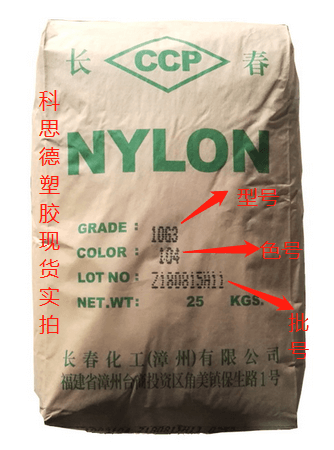 长 CCP 春
NYLON
GRADE: 10G3
COLOR: 104
LOT NO: Z180815H11
NET.WT: 25 KGS.
长春化工(漳州)有限公司
福建省漳州台商投资区角美镇保生路1号
科思德塑胶现货实拍
型号
色号
批号